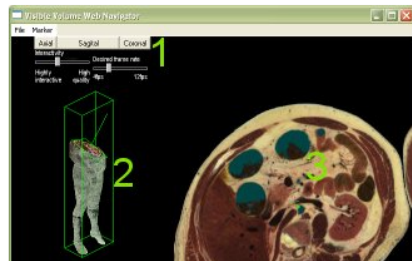 Visible Volume Web Navigator
File Marker
Axial Sagital Coronal
1
Interactivity
Desired frame rate
Highly interactive High quality
4fps 12fps
2
3